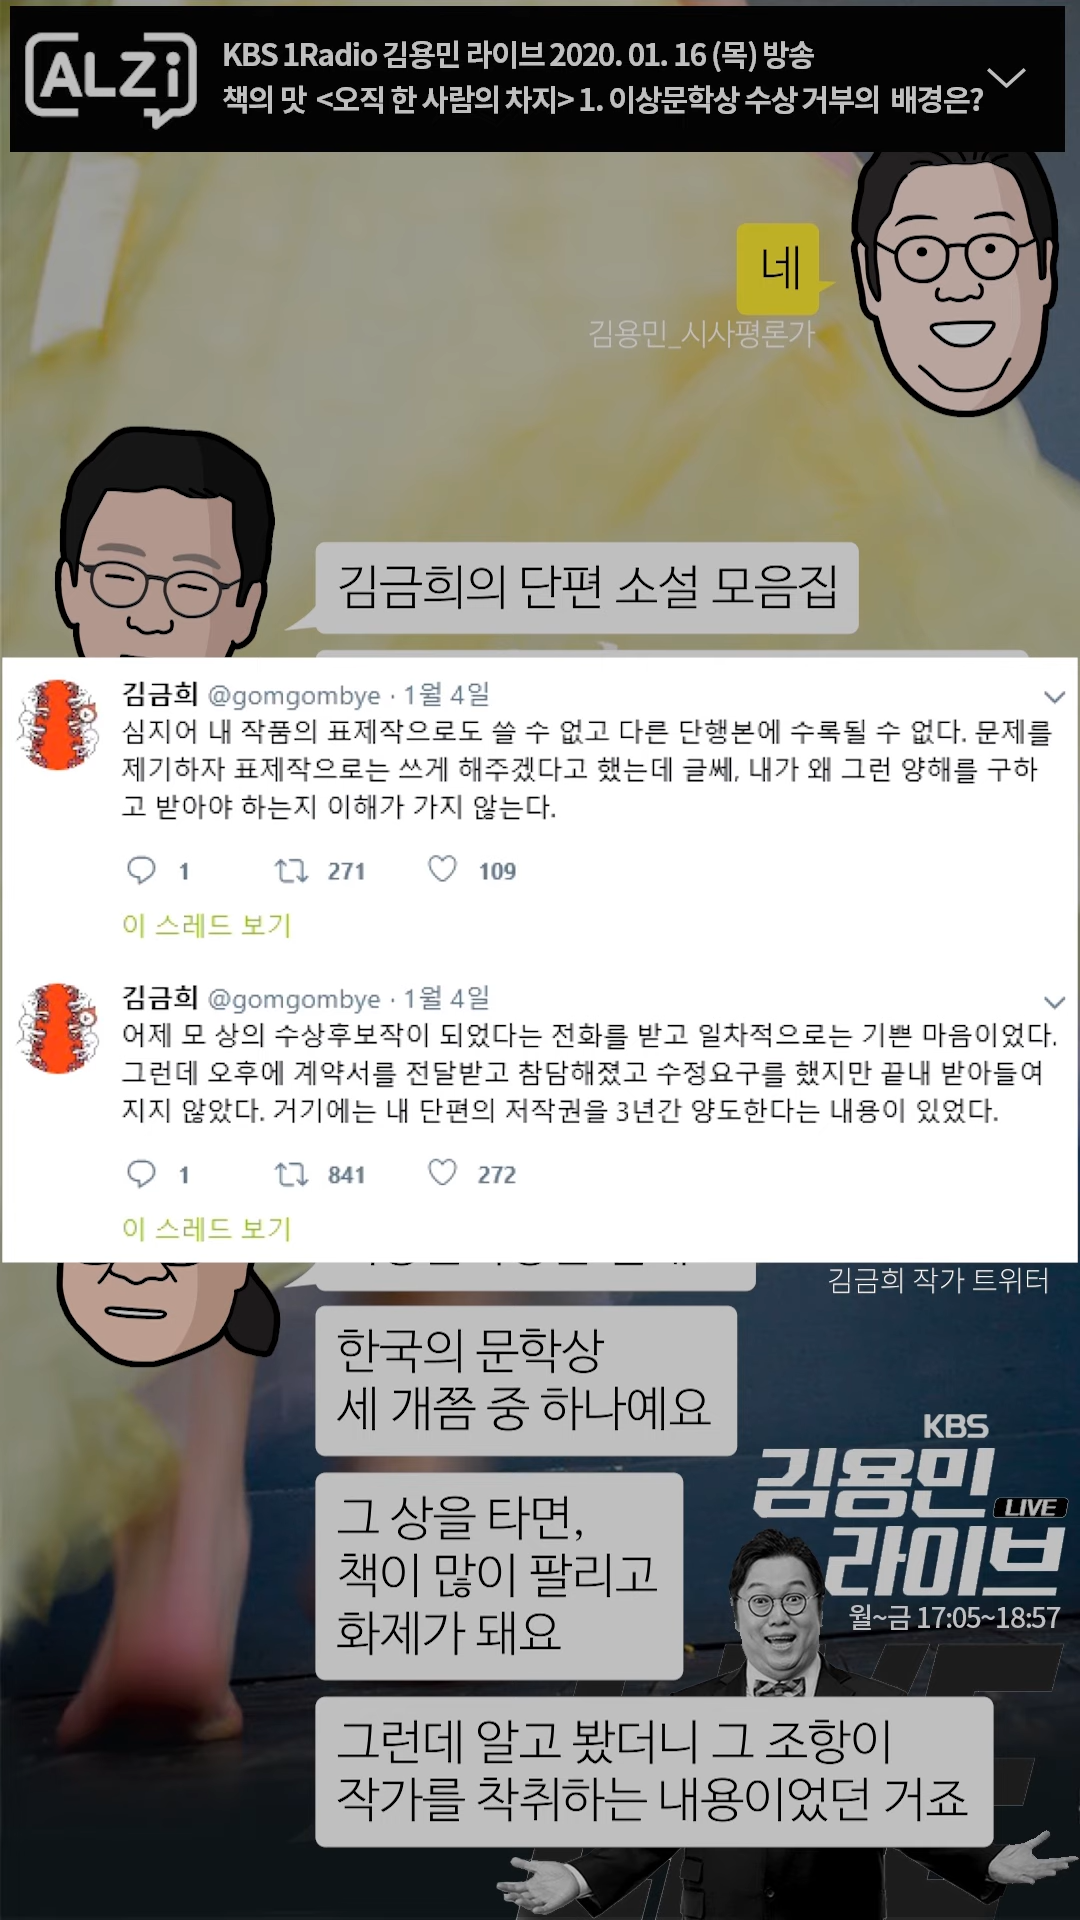 ALZi
KBS 1Radio 김용민 라이브 2020. 01. 16 (목) 방송
책의 맛 <오직 한 사람의 차지> 1. 이상문학상 수상 거부의 배경은?
네
김용민_시사평론가
김금희의 단편 소설 모음집
김금희 @gomgombye · 1월 4일
심지어 내 작품의 표제작으로도 쓸 수 없고 다른 단행본에 수록될 수 없다. 문제를
제기하자 표제작으로는 쓰게 해주겠다고 했는데 글쎄, 내가 왜 그런 양해를 구하
고 받아야 하는지 이해가 가지 않는다.
1 271 109
이 스레드 보기
김금희 @gomgombye · 1월 4일
어제 모 상의 수상후보작이 되었다는 전화를 받고 일차적으로는 기쁜 마음이었다.
그런데 오후에 계약서를 전달받고 참담해졌고 수정요구를 했지만 끝내 받아들여
지지 않았다. 거기에는 내 단편의 저작권을 3년간 양도한다는 내용이 있었다.
1 841 272
이 스레드 보기
김금희 작가 트위터
한국의 문학상
세 개쯤 중 하나예요
그 상을 타면,
책이 많이 팔리고
화제가 돼요
KBS
김용민
LIVE
라이브
월~금 17:05~18:57
그런데 알고 봤더니 그 조항이
작가를 착취하는 내용이었던 거죠